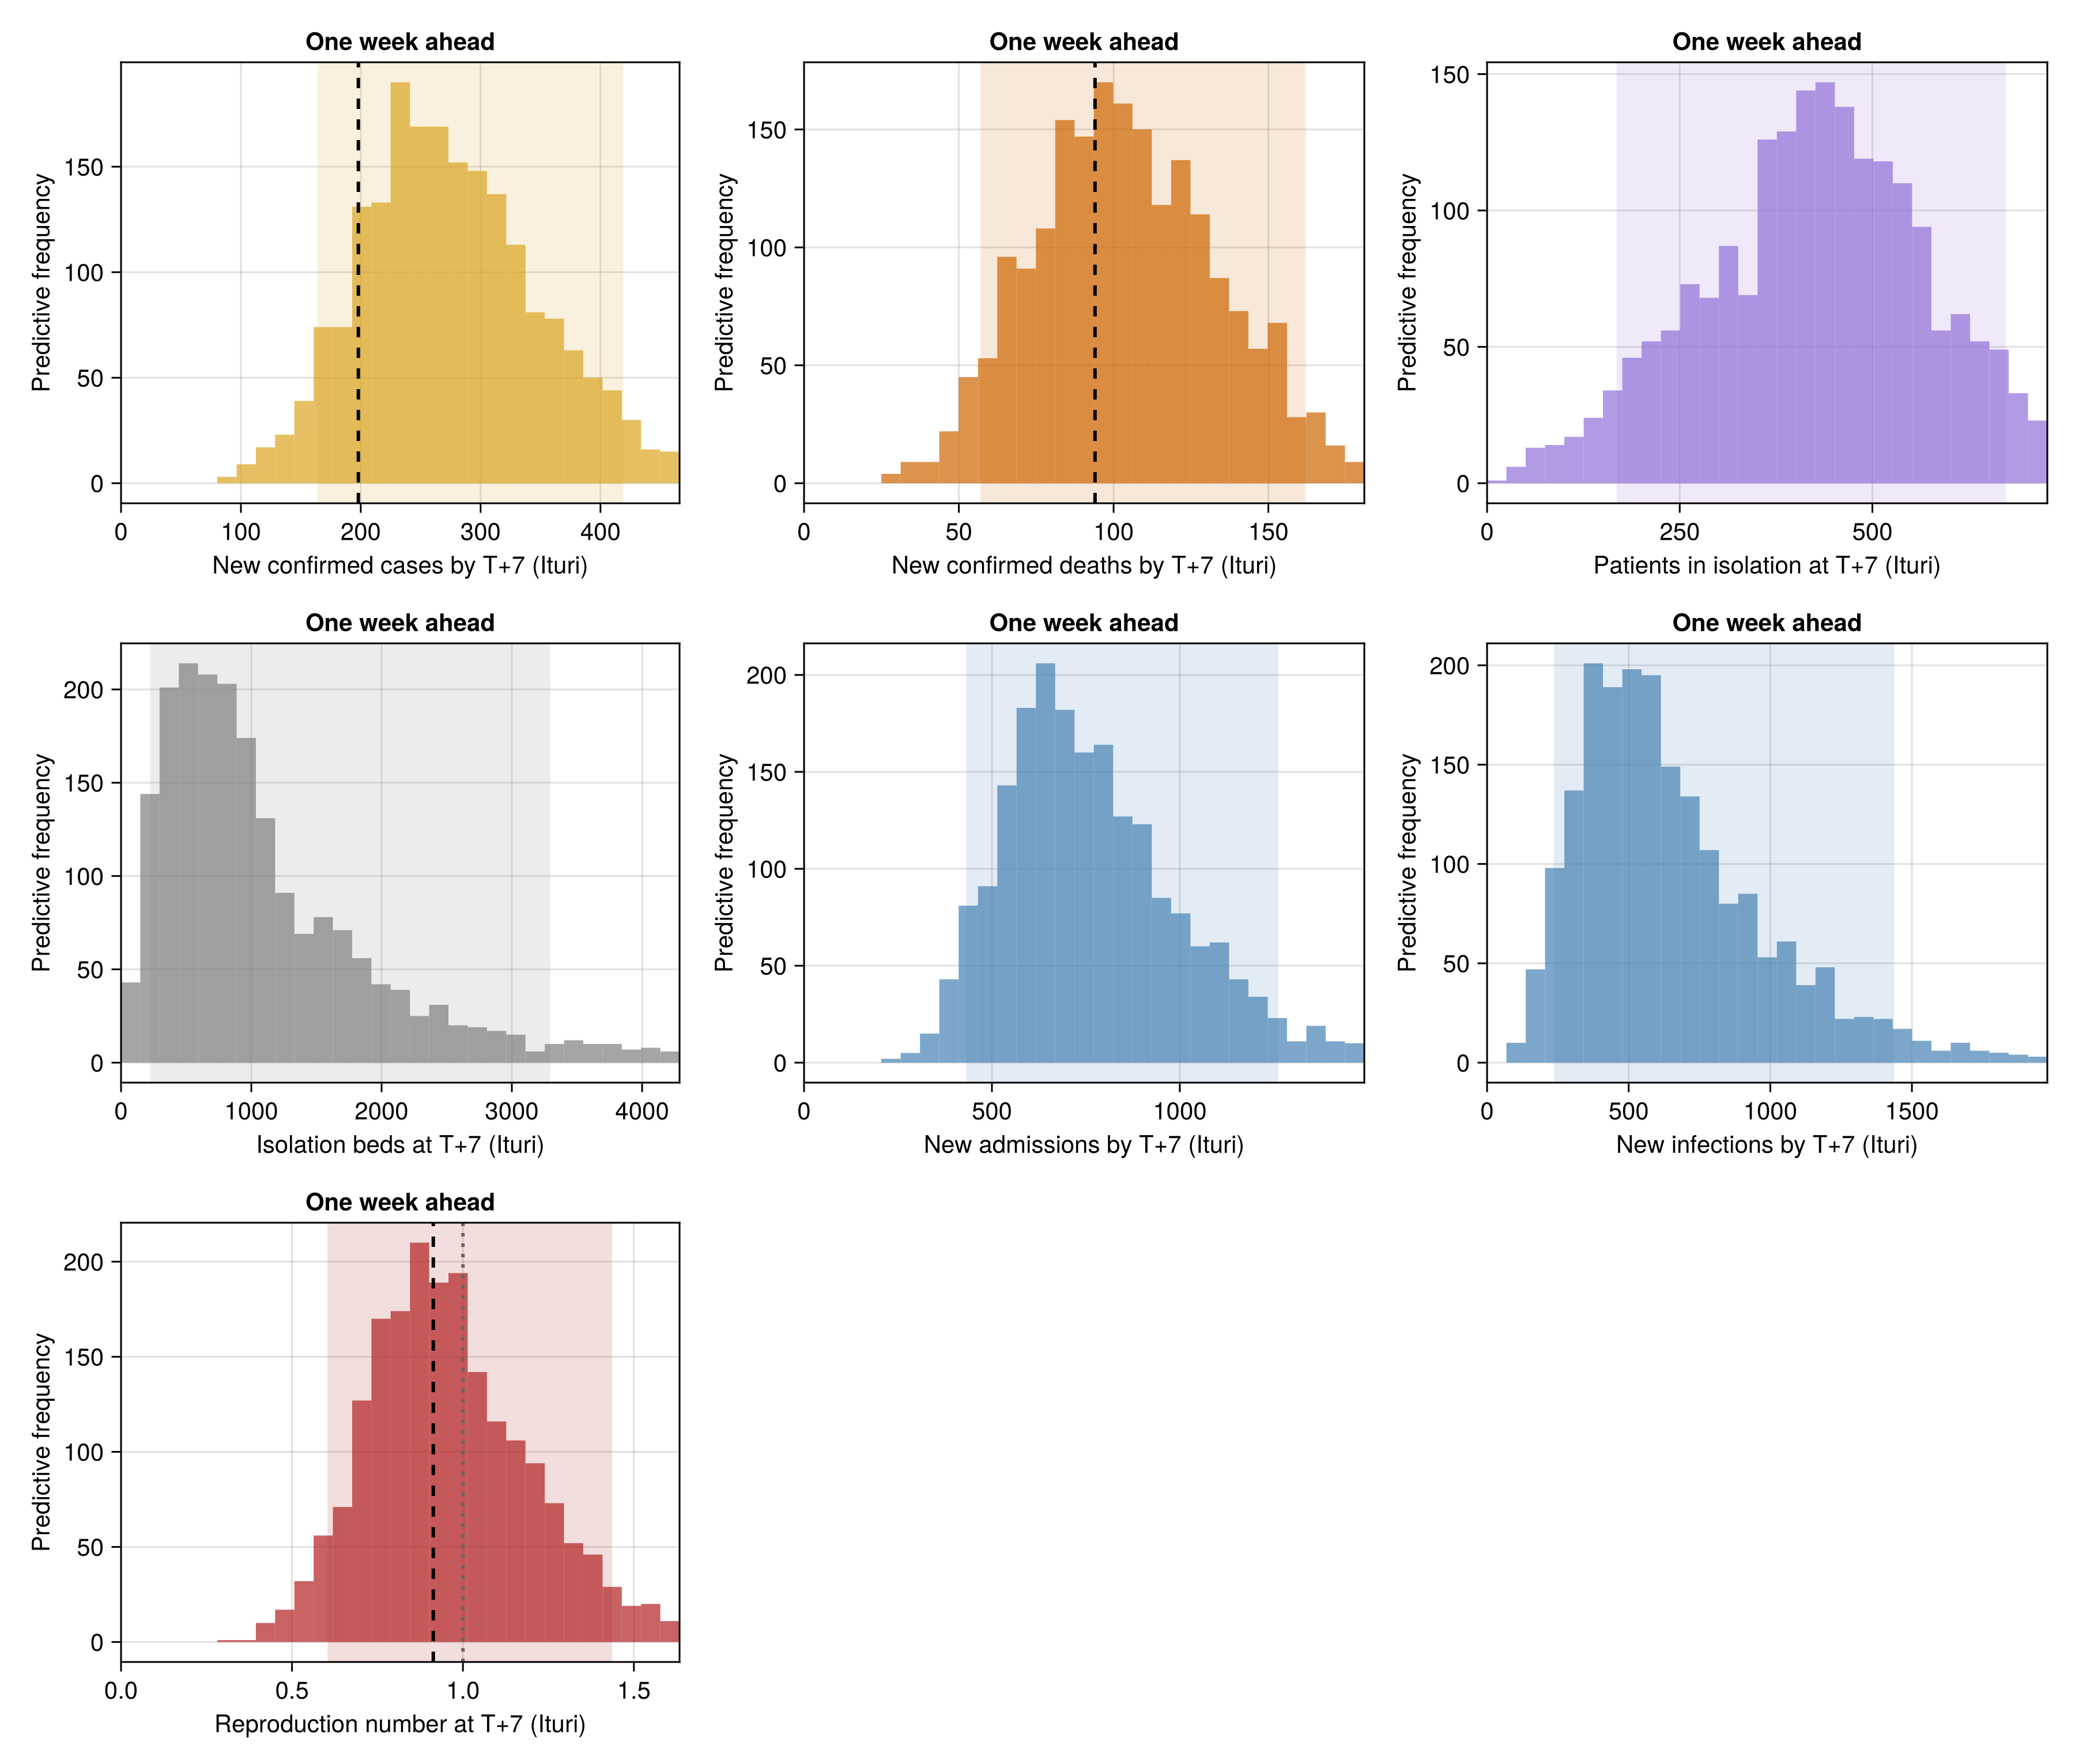 One week ahead
Predictive frequency
150
100
50
0
0
100
200
300
400
New confirmed cases by T+7 (Ituri)
One week ahead
Predictive frequency
150
100
50
0
0
50
100
150
New confirmed deaths by T+7 (Ituri)
One week ahead
Predictive frequency
150
100
50
0
0
250
500
Patients in isolation at T+7 (Ituri)
One week ahead
Predictive frequency
200
150
100
50
0
0
1000
2000
3000
4000
Isolation beds at T+7 (Ituri)
One week ahead
Predictive frequency
200
150
100
50
0
0
500
1000
New admissions by T+7 (Ituri)
One week ahead
Predictive frequency
200
150
100
50
0
0
500
1000
1500
New infections by T+7 (Ituri)
One week ahead
Predictive frequency
200
150
100
50
0
0.0
0.5
1.0
1.5
Reproduction number at T+7 (Ituri)